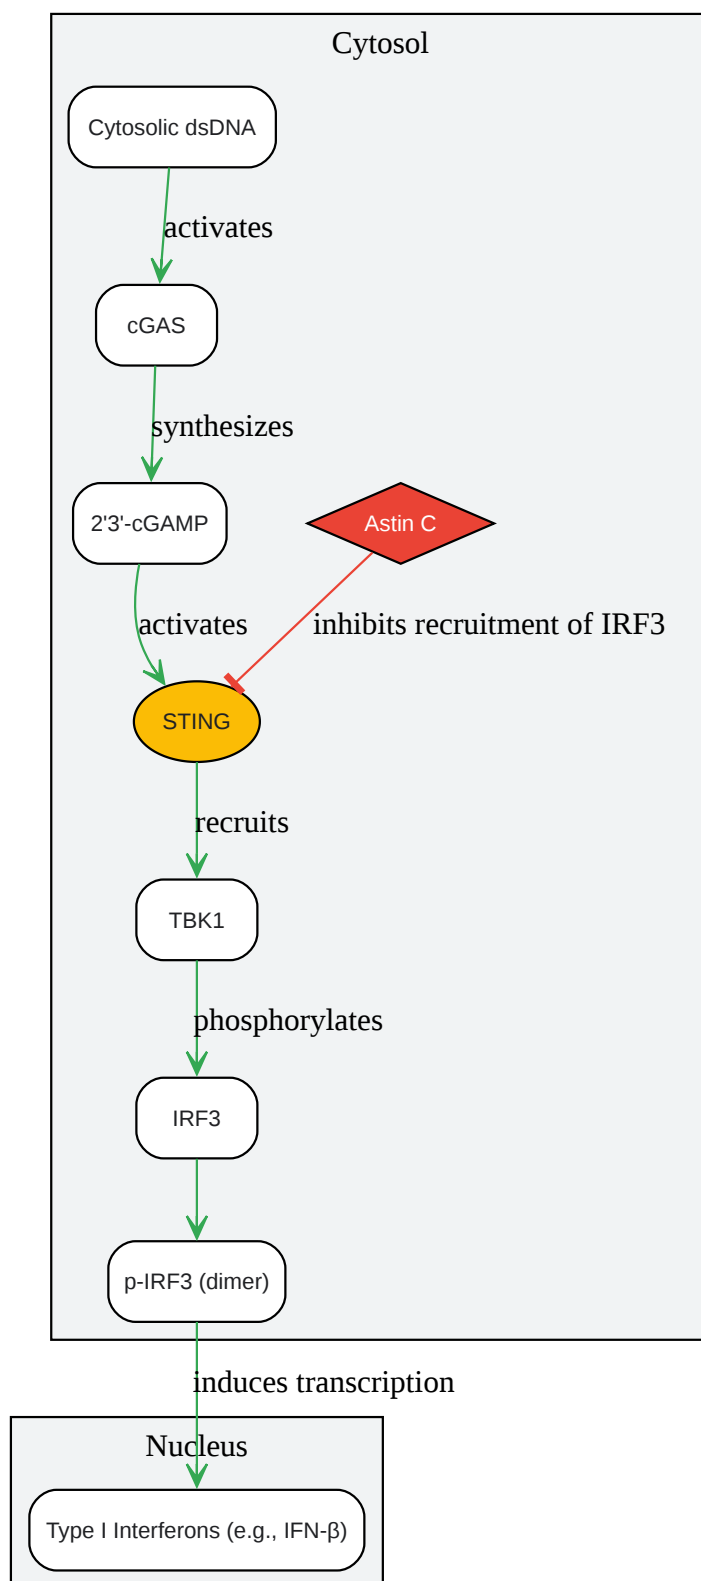 Cytosol
Cytosolic dsDNA
activates
cGAS
synthesizes
2'3'-cGAMP
Astin C
activates
inhibits recruitment of IRF3
STING
recruits
TBK1
phosphorylates
IRF3
p-IRF3 (dimer)
induces transcription
Nucleus
Type I Interferons (e.g., IFN-β)